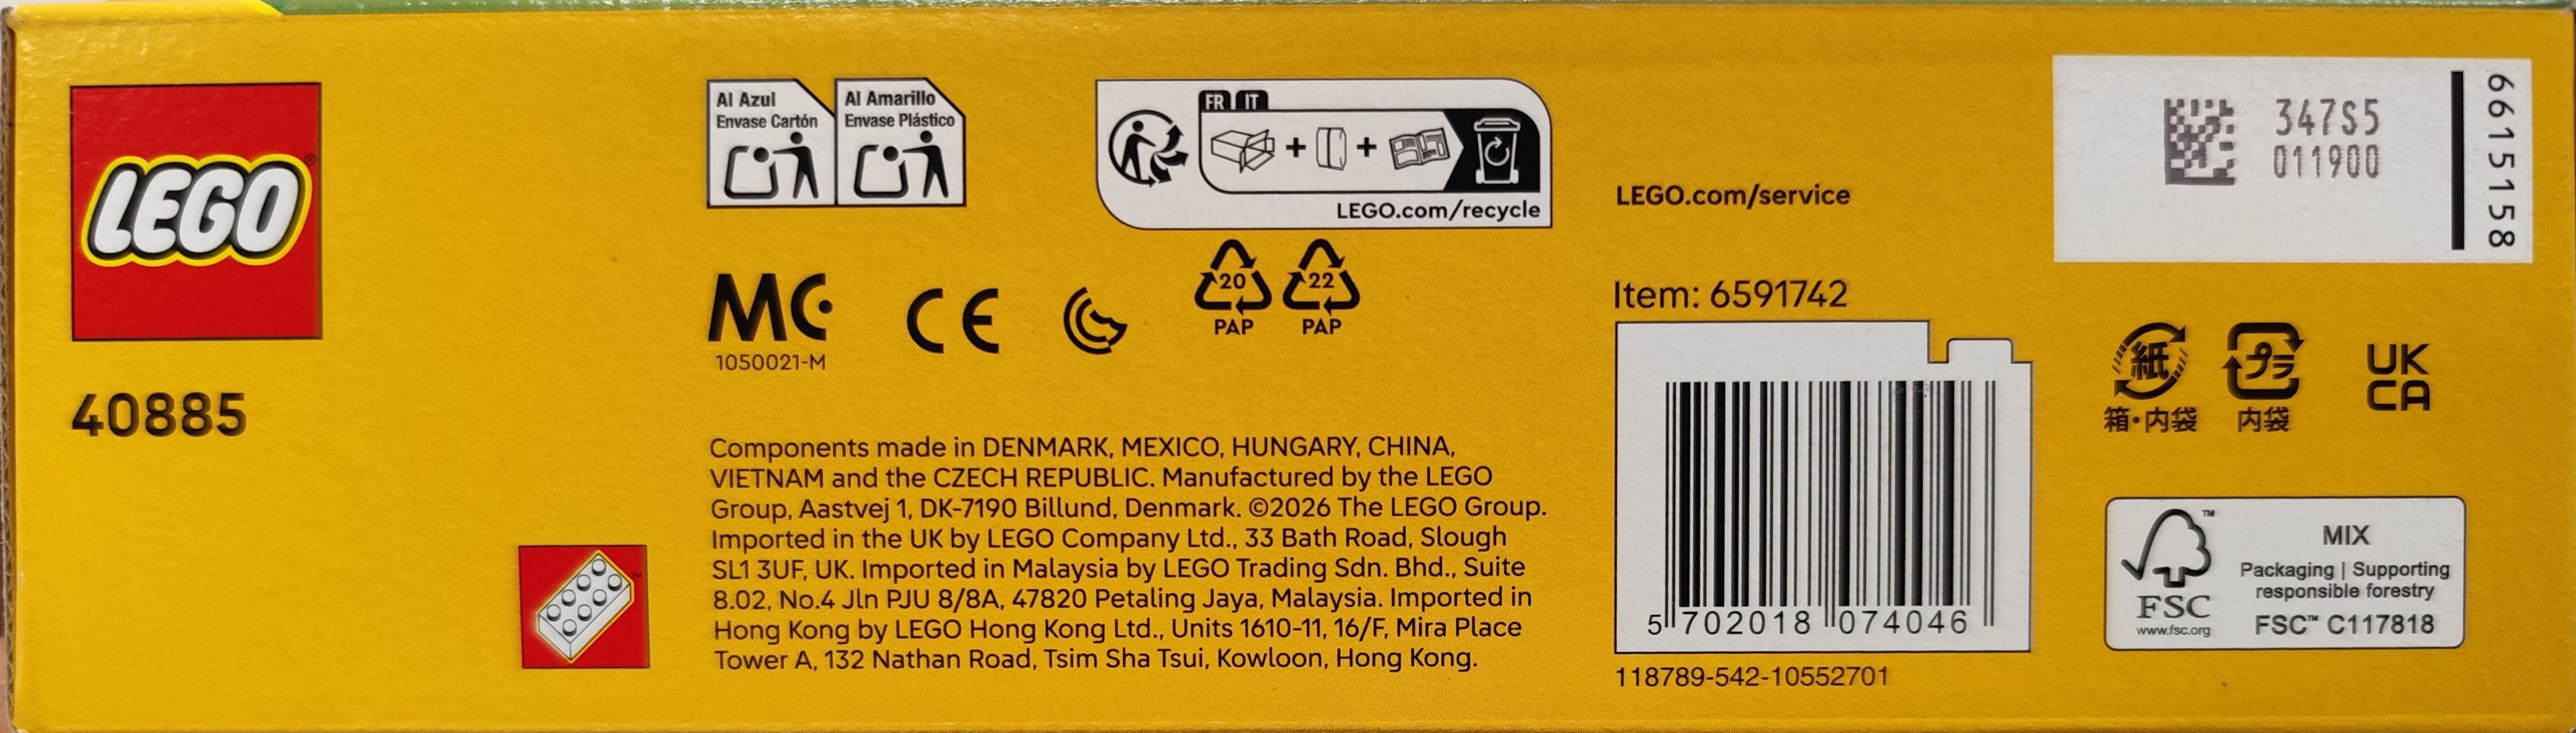 LEGO®
40885
Al Azul
Envase Cartón
Al Amarillo
Envase Plástico
FR IT
LEGO.com/recycle
MC
1050021-M
CE
20
PAP
22
PAP
Components made in DENMARK, MEXICO, HUNGARY, CHINA,
VIETNAM and the CZECH REPUBLIC. Manufactured by the LEGO
Group, Aastvej 1, DK-7190 Billund, Denmark. ©2026 The LEGO Group.
Imported in the UK by LEGO Company Ltd., 33 Bath Road, Slough
SL1 3UF, UK. Imported in Malaysia by LEGO Trading Sdn. Bhd., Suite
8.02, No.4 Jln PJU 8/8A, 47820 Petaling Jaya, Malaysia. Imported in
Hong Kong by LEGO Hong Kong Ltd., Units 1610-11, 16/F, Mira Place
Tower A, 132 Nathan Road, Tsim Sha Tsui, Kowloon, Hong Kong.
TM
LEGO.com/service
Item: 6591742
5 702018 074046
118789-542-10552701
347S5
011900
6615158
紙
箱・内袋
プラ
内袋
UK
CA
TM
FSC
www.fsc.org
MIX
Packaging | Supporting
responsible forestry
FSC™ C117818